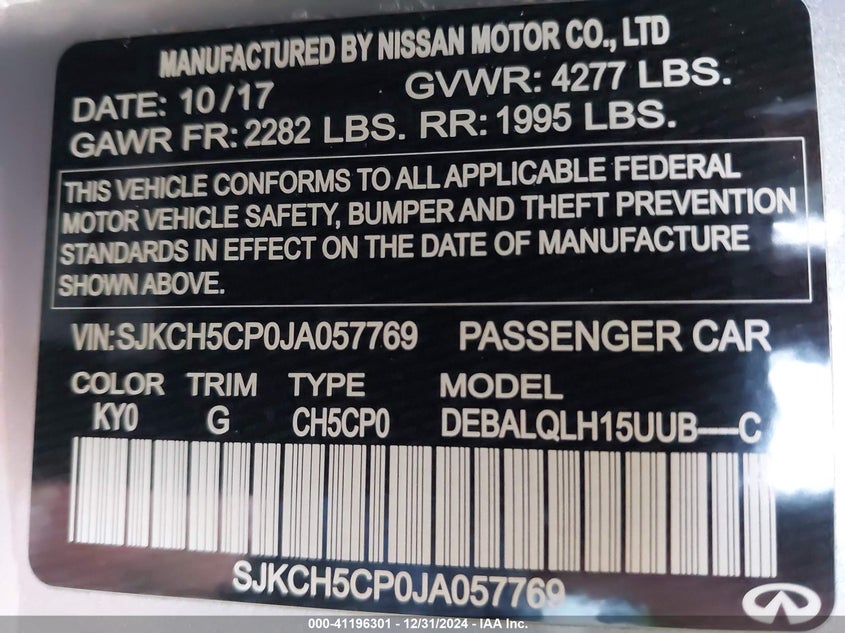 MANUFACTURED BY NISSAN MOTOR CO., LTD
DATE: 10/17 GVWR: 4277 LBS.
GAWR FR: 2282 LBS. RR: 1995 LBS.
THIS VEHICLE CONFORMS TO ALL APPLICABLE FEDERAL
MOTOR VEHICLE SAFETY, BUMPER AND THEFT PREVENTION
STANDARDS IN EFFECT ON THE DATE OF MANUFACTURE
SHOWN ABOVE.
VIN: SJKCH5CP0JA057769 PASSENGER CAR
COLOR TRIM TYPE MODEL
KY0 G CH5CP0 DEBALQLH15UUB----C
SJKCH5CP0JA057769
000-41196301 - 12/31/2024 - IAA Inc.